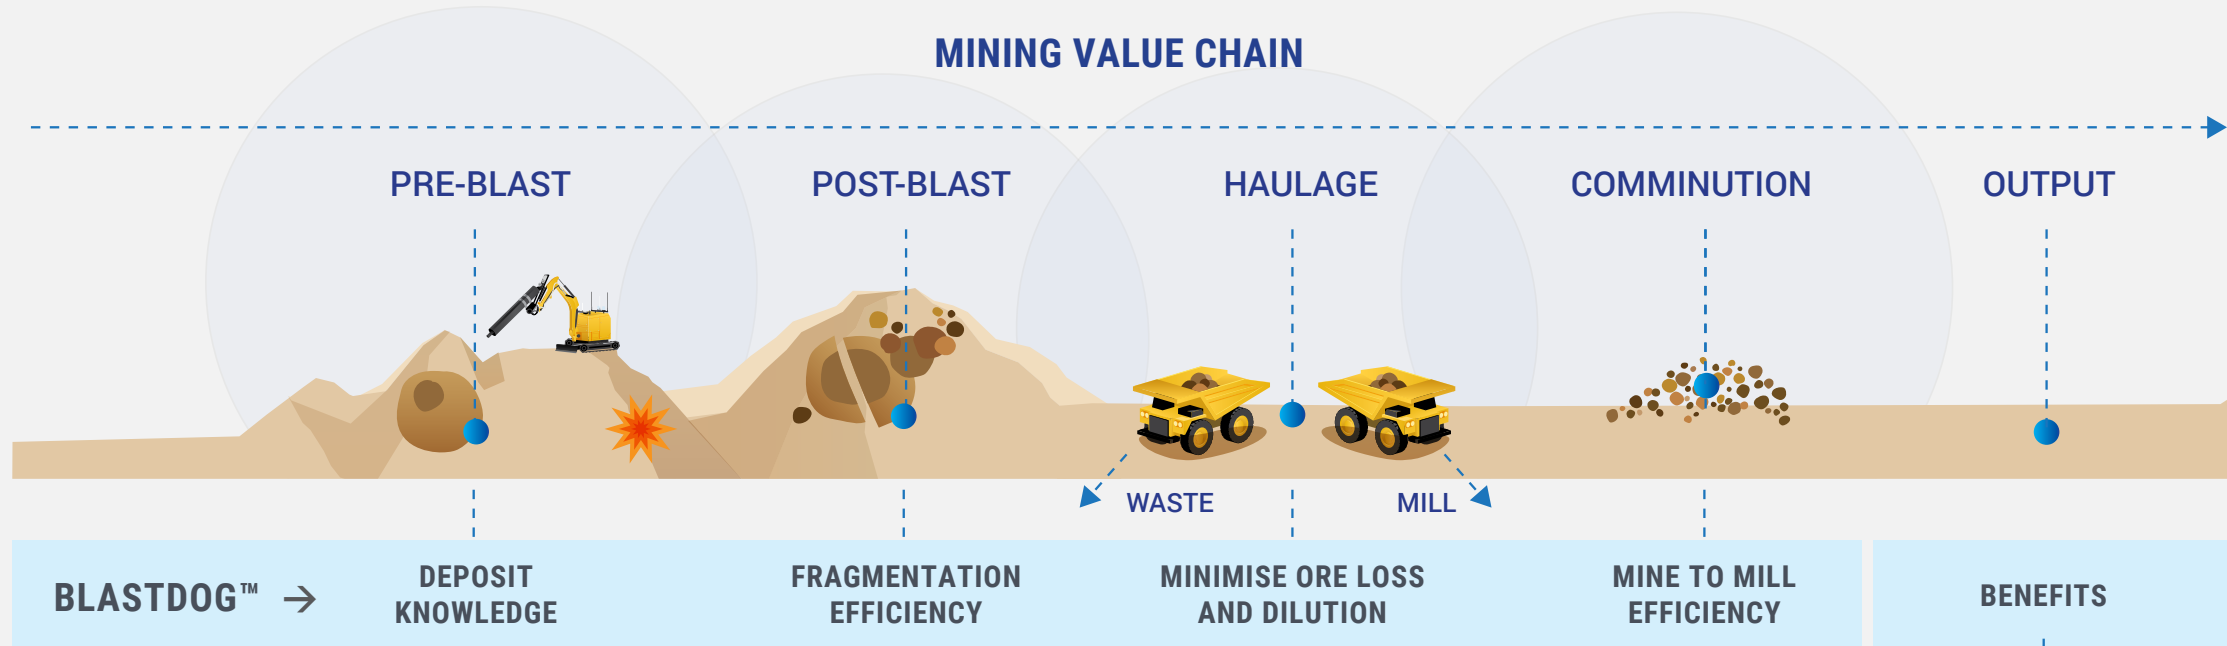 MINING VALUE CHAIN
PRE-BLAST
POST-BLAST
HAULAGE
COMMINUTION
OUTPUT
WASTE
MILL
BLASTDOG™ →
DEPOSIT
KNOWLEDGE
FRAGMENTATION
EFFICIENCY
MINIMISE ORE LOSS
AND DILUTION
MINE TO MILL
EFFICIENCY
BENEFITS